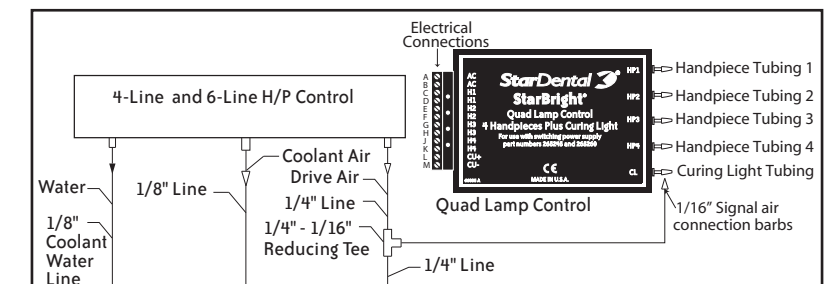 Electrical
Connections
4-Line and 6-Line H/P Control
A
B
C
D
E
F
G
H
J
K
L
M
AC
AC
H1
H1
H2
H2
H3
H3
H4
H4
CU+
CU-
StarDental
StarBright®
Quad Lamp Control
4 Handpieces Plus Curing Light
For use with switching power supply
part numbers 265245 and 265260
CE
MADE IN U.S.A.
HP1
HP2
HP3
HP4
CL
Handpiece Tubing 1
Handpiece Tubing 2
Handpiece Tubing 3
Handpiece Tubing 4
Curing Light Tubing
Quad Lamp Control
1/16" Signal air
connection barbs
Water
1/8"
Coolant
Water
Line
1/8" Line
Coolant Air
Drive Air
1/4" Line
1/4" - 1/16"
Reducing Tee
1/4" Line